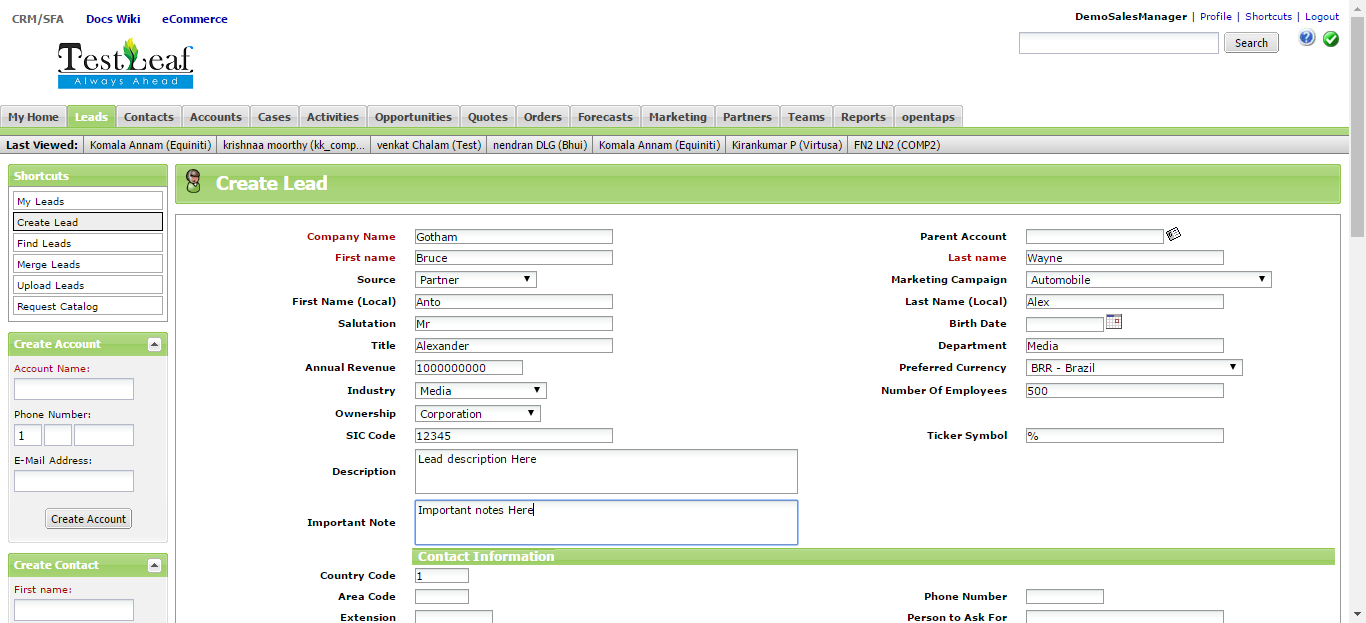 CRM/SFA Docs Wiki eCommerce
DemoSalesManager | Profile | Shortcuts | Logout
TestLeaf
Always Ahead
Search
My Home Leads Contacts Accounts Cases Activities Opportunities Quotes Orders Forecasts Marketing Partners Teams Reports opentaps
Last Viewed: Komala Annam (Equiniti) krishnaa moorthy (kk_comp... venkat Chalam (Test) nendran DLG (Bhui) Komala Annam (Equiniti) Kirankumar P (Virtusa) FN2 LN2 (COMP2)
Shortcuts
My Leads
Create Lead
Find Leads
Merge Leads
Upload Leads
Request Catalog
Create Account
Account Name:
Phone Number:
1
E-Mail Address:
Create Account
Create Contact
First name:
Create Lead
Company Name Gotham Parent Account
First name Bruce Last name Wayne
Source Partner Marketing Campaign Automobile
First Name (Local) Anto Last Name (Local) Alex
Salutation Mr Birth Date
Title Alexander Department Media
Annual Revenue 1000000000 Preferred Currency BRR - Brazil
Industry Media Number Of Employees 500
Ownership Corporation
SIC Code 12345 Ticker Symbol %
Description Lead description Here
Important Note Important notes Here
Contact Information
Country Code 1
Area Code Phone Number
Extension Person to Ask For